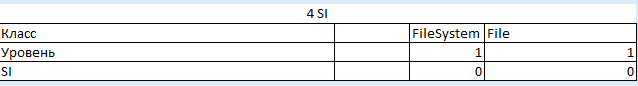 4 SI
Класс FileSystem File
Уровень 1 1
SI 0 0